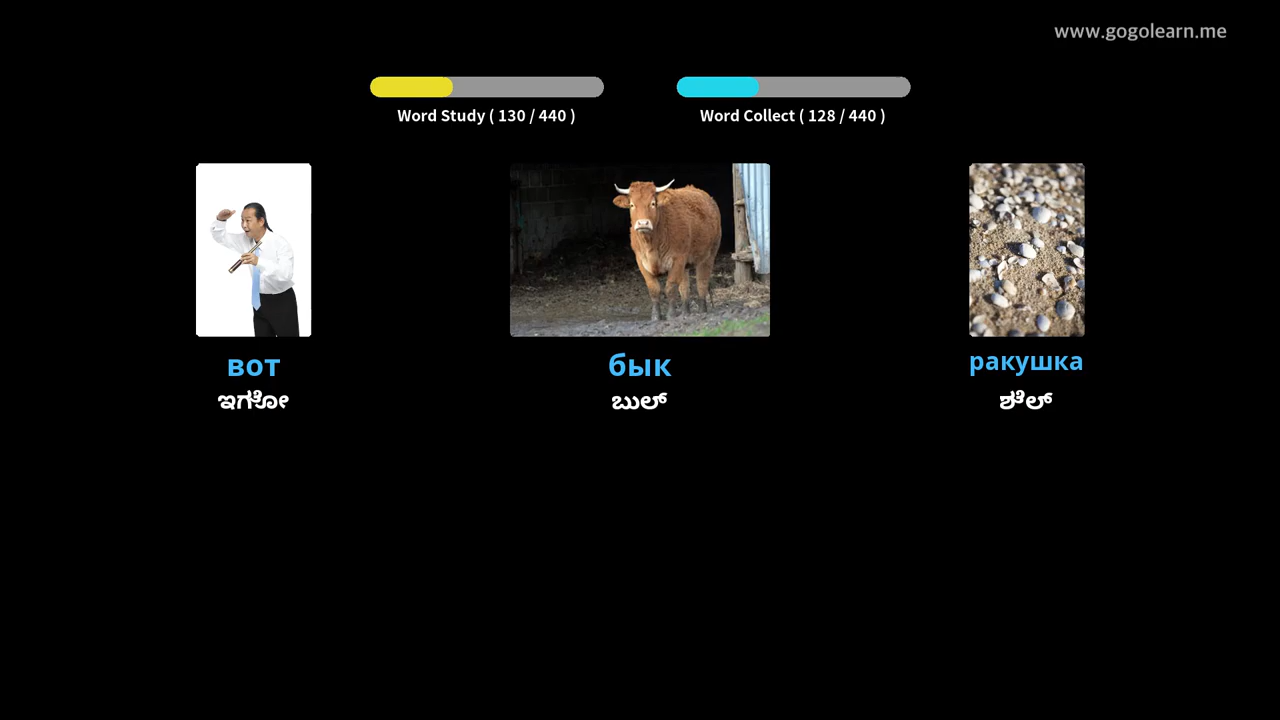 www.gogolearn.me
Word Study ( 130 / 440 )
Word Collect ( 128 / 440 )
вот
бык
ракушка
ಇಗೋ
ಬುಲ್
ಶೆಲ್